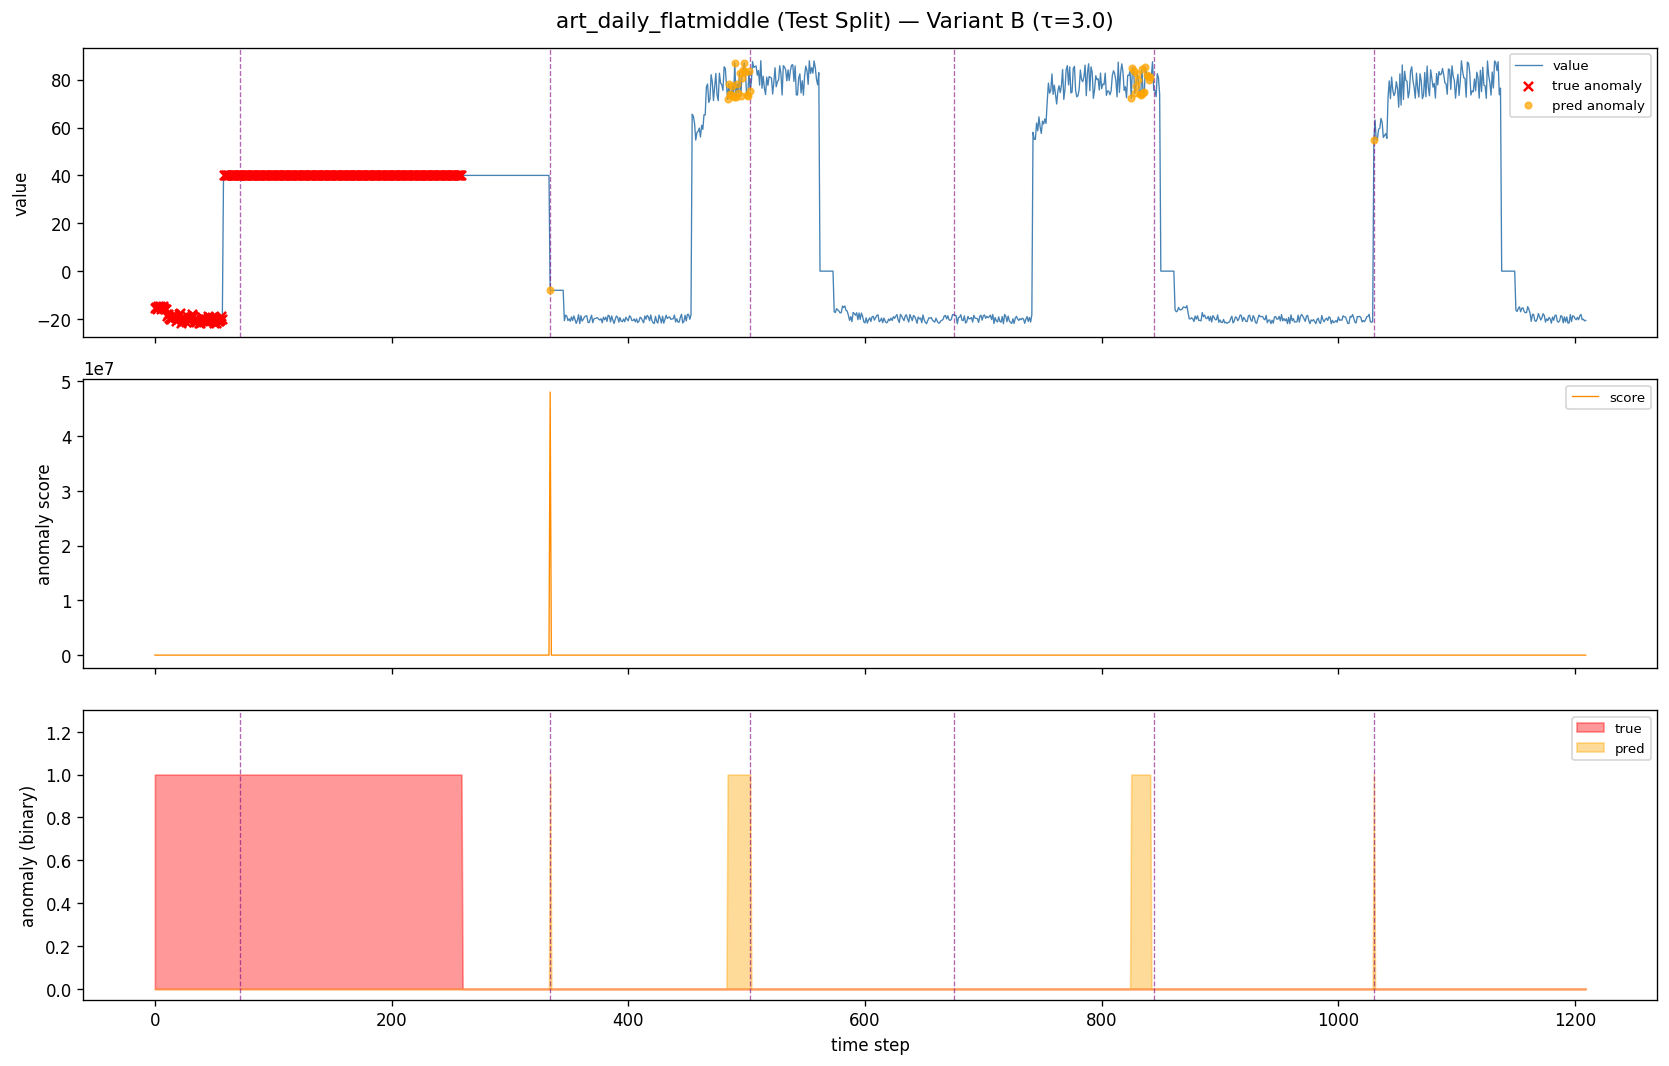 art_daily_flatmiddle (Test Split) — Variant B (τ=3.0)
80
60
40
20
0
−20
value
value
true anomaly
pred anomaly
1e7
5
4
3
2
1
0
anomaly score
score
1.2
1.0
0.8
0.6
0.4
0.2
0.0
anomaly (binary)
true
pred
0 200 400 600 800 1000 1200
time step